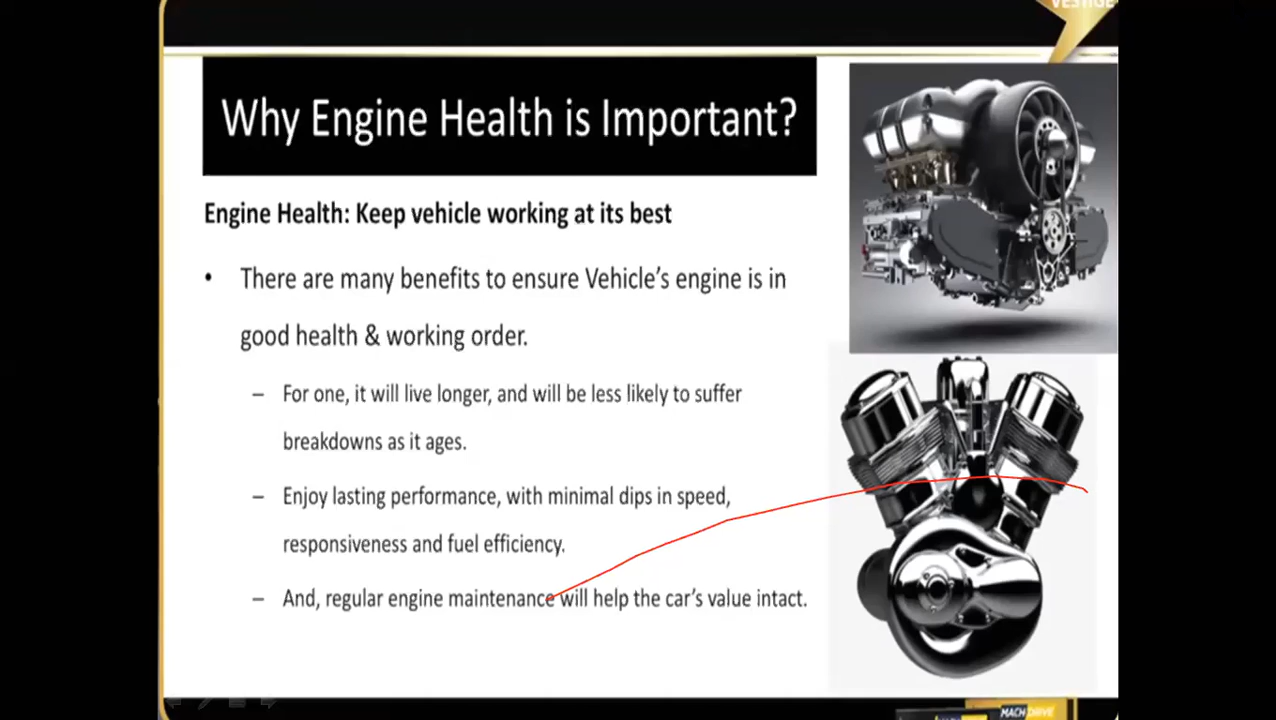 VESTIGE
Why Engine Health is Important?
Engine Health: Keep vehicle working at its best
• There are many benefits to ensure Vehicle's engine is in
good health & working order.
– For one, it will live longer, and will be less likely to suffer
breakdowns as it ages.
– Enjoy lasting performance, with minimal dips in speed,
responsiveness and fuel efficiency.
– And, regular engine maintenance will help the car's value intact.
MACH DRIVE